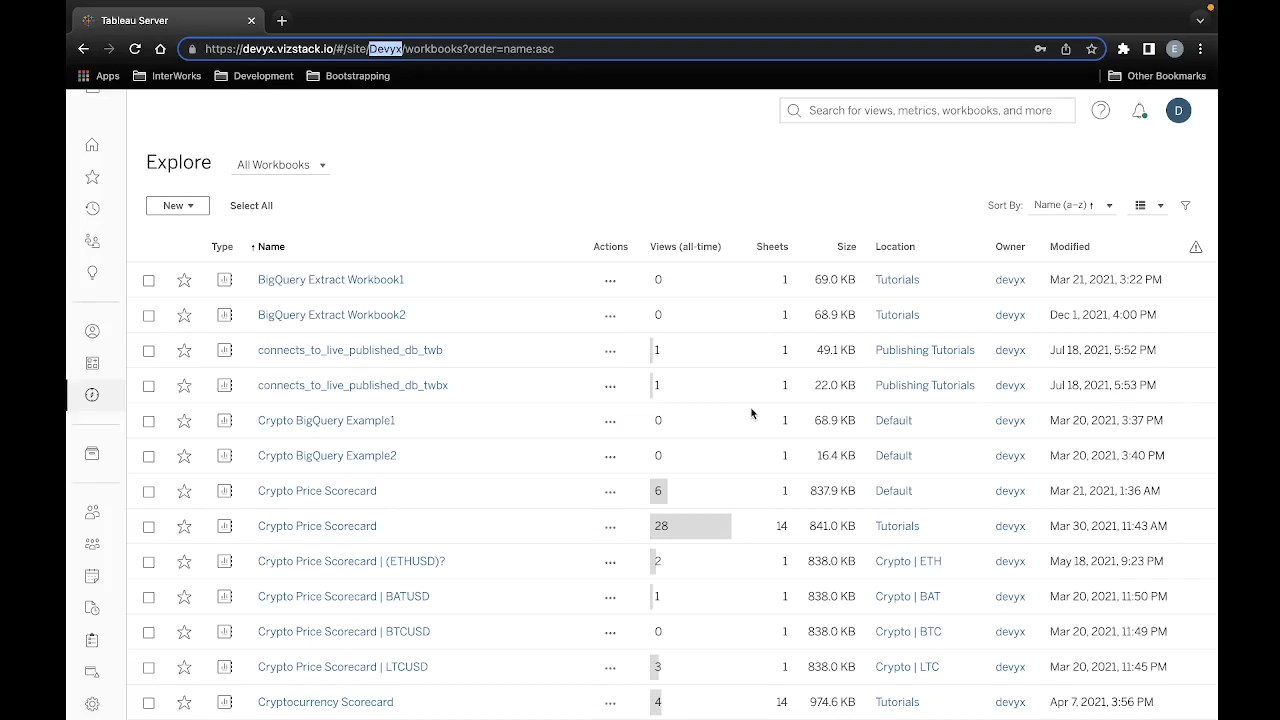 Tableau Server
https://devyx.vizstack.io/#/site/Devyx/workbooks?order=name:asc
E
Apps InterWorks Development Bootstrapping Other Bookmarks
Search for views, metrics, workbooks, and more ? D
Explore All Workbooks
New Select All Sort By: Name (a–z) ↑
Type ↑ Name Actions Views (all-time) Sheets Size Location Owner Modified
BigQuery Extract Workbook1 ... 0 1 69.0 KB Tutorials devyx Mar 21, 2021, 3:22 PM
BigQuery Extract Workbook2 ... 0 1 68.9 KB Tutorials devyx Dec 1, 2021, 4:00 PM
connects_to_live_published_db_twb ... 1 1 49.1 KB Publishing Tutorials devyx Jul 18, 2021, 5:52 PM
connects_to_live_published_db_twbx ... 1 1 22.0 KB Publishing Tutorials devyx Jul 18, 2021, 5:53 PM
Crypto BigQuery Example1 ... 0 1 68.9 KB Default devyx Mar 20, 2021, 3:37 PM
Crypto BigQuery Example2 ... 0 1 16.4 KB Default devyx Mar 20, 2021, 3:40 PM
Crypto Price Scorecard ... 6 1 837.9 KB Default devyx Mar 21, 2021, 1:36 AM
Crypto Price Scorecard ... 28 14 841.0 KB Tutorials devyx Mar 30, 2021, 11:43 AM
Crypto Price Scorecard | (ETHUSD)? ... 2 1 838.0 KB Crypto | ETH devyx May 18, 2021, 9:23 PM
Crypto Price Scorecard | BATUSD ... 1 1 838.0 KB Crypto | BAT devyx Mar 20, 2021, 11:50 PM
Crypto Price Scorecard | BTCUSD ... 0 1 838.0 KB Crypto | BTC devyx Mar 20, 2021, 11:49 PM
Crypto Price Scorecard | LTCUSD ... 3 1 838.0 KB Crypto | LTC devyx Mar 20, 2021, 11:45 PM
Cryptocurrency Scorecard ... 4 14 974.6 KB Tutorials devyx Apr 7, 2021, 3:56 PM